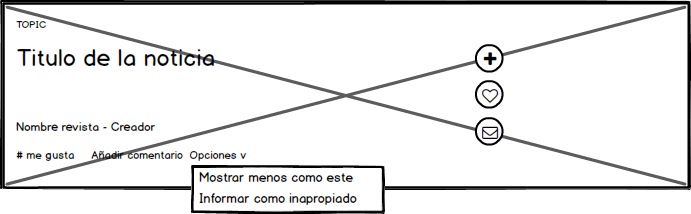 TOPIC
Titulo de la noticia
Nombre revista - Creador
# me gusta Añadir comentario Opciones v
Mostrar menos como este
Informar como inapropiado